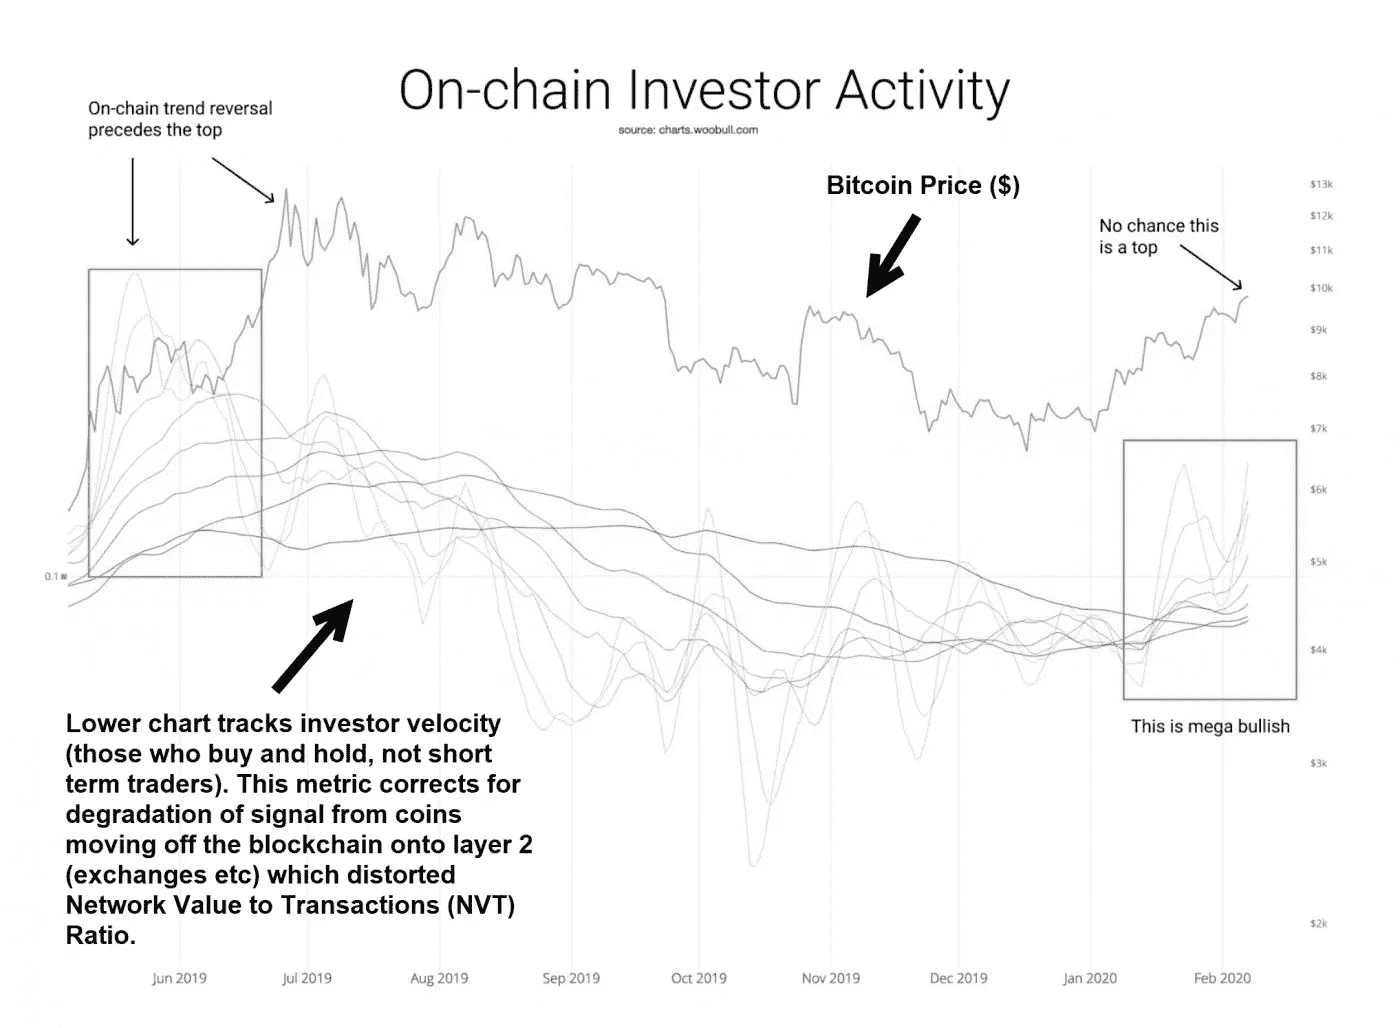 On-chain Investor Activity
source: charts.woobull.com
On-chain trend reversal
precedes the top
Bitcoin Price ($)
No chance this
is a top
$13k
$12k
$11k
$10k
$9k
$8k
$7k
$6k
$5k
$4k
$3k
$2k
0.1
This is mega bullish
Lower chart tracks investor velocity
(those who buy and hold, not short
term traders). This metric corrects for
degradation of signal from coins
moving off the blockchain onto layer 2
(exchanges etc) which distorted
Network Value to Transactions (NVT)
Ratio.
Jun 2019
Jul 2019
Aug 2019
Sep 2019
Oct 2019
Nov 2019
Dec 2019
Jan 2020
Feb 2020